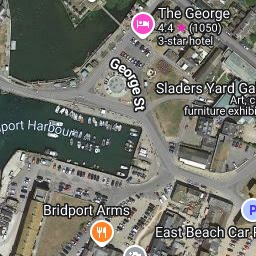 The George
4.4 ★ (1050)
3-star hotel
George St
Sladers Yard Ga
Art, c
furniture exhib
port Harbour
Bridport Arms
East Beach Car P
P